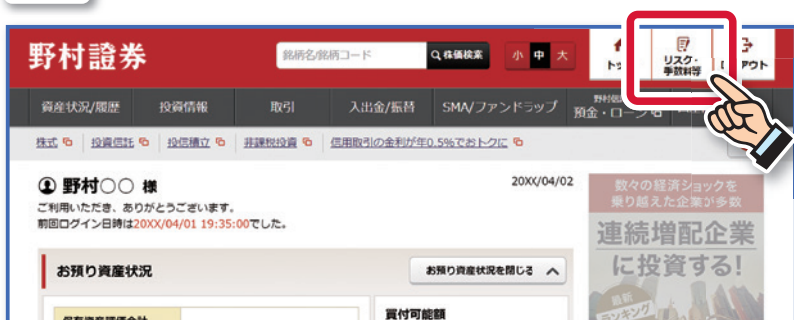 野村證券
銘柄名/銘柄コード
株価検索
小 中 大
リスク・
手数料等
資産状況/履歴
投資情報
取引
入出金/振替
SMA/ファンドラップ
預金・ローン
株式
投資信託
投信積立
非課税投資
信用取引の金利が年0.5%でおトクに
① 野村○○ 様
20XX/04/02
ご利用いただき、ありがとうございます。
前回ログイン日時は20XX/04/01 19:35:00でした。
数々の経済ショックを
乗り越えた企業が多数
連続増配企業
に投資する!
最新
ランキング
お預り資産状況
お預り資産状況を閉じる
買付可能額